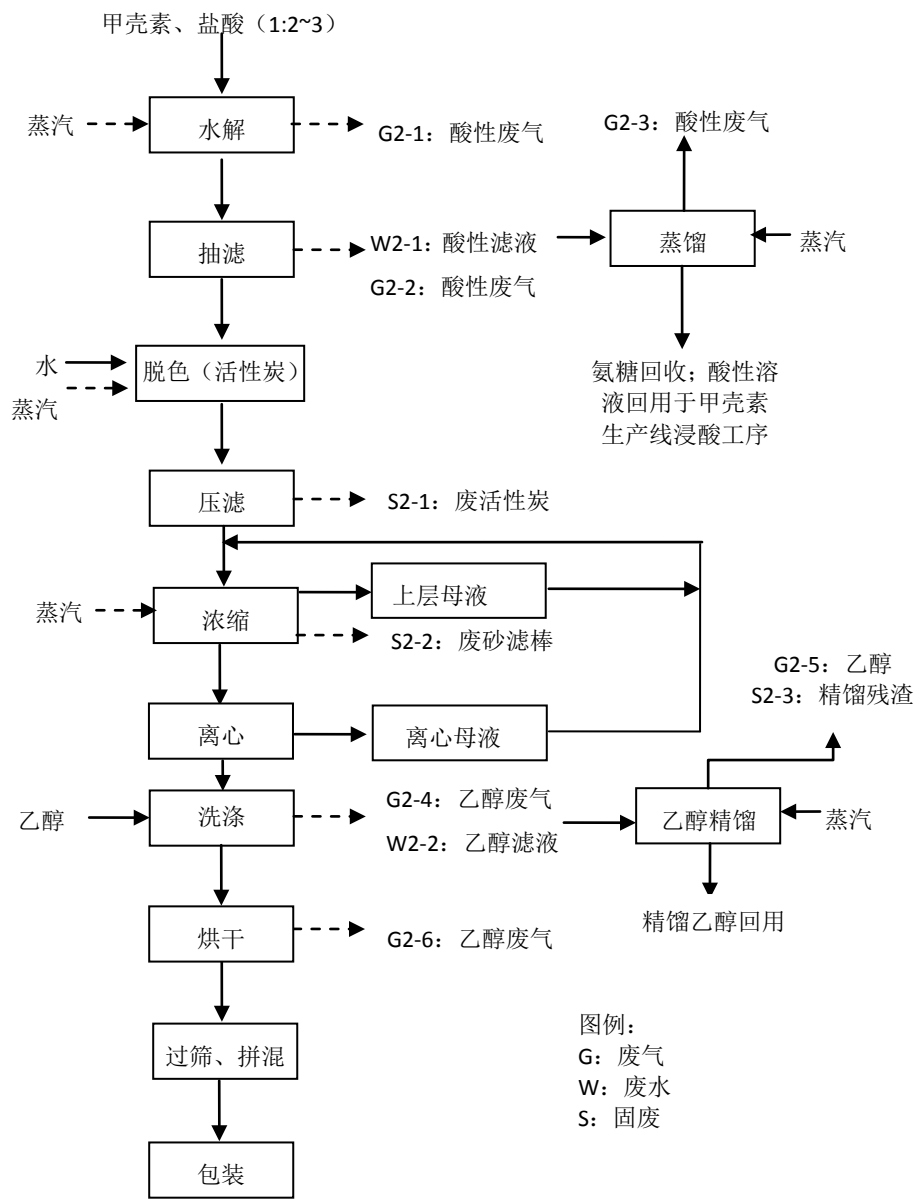 甲壳素、盐酸（1:2~3）
蒸汽
水解
G2-1：酸性废气
G2-3：酸性废气
抽滤
W2-1：酸性滤液
G2-2：酸性废气
蒸馏
蒸汽
水
蒸汽
脱色（活性炭）
氨糖回收；酸性溶
液回用于甲壳素
生产线浸酸工序
压滤
S2-1：废活性炭
蒸汽
浓缩
上层母液
S2-2：废砂滤棒
G2-5：乙醇
S2-3：精馏残渣
离心
离心母液
乙醇
洗涤
G2-4：乙醇废气
W2-2：乙醇滤液
乙醇精馏
蒸汽
精馏乙醇回用
烘干
G2-6：乙醇废气
过筛、拼混
图例：
G：废气
W：废水
S：固废
包装